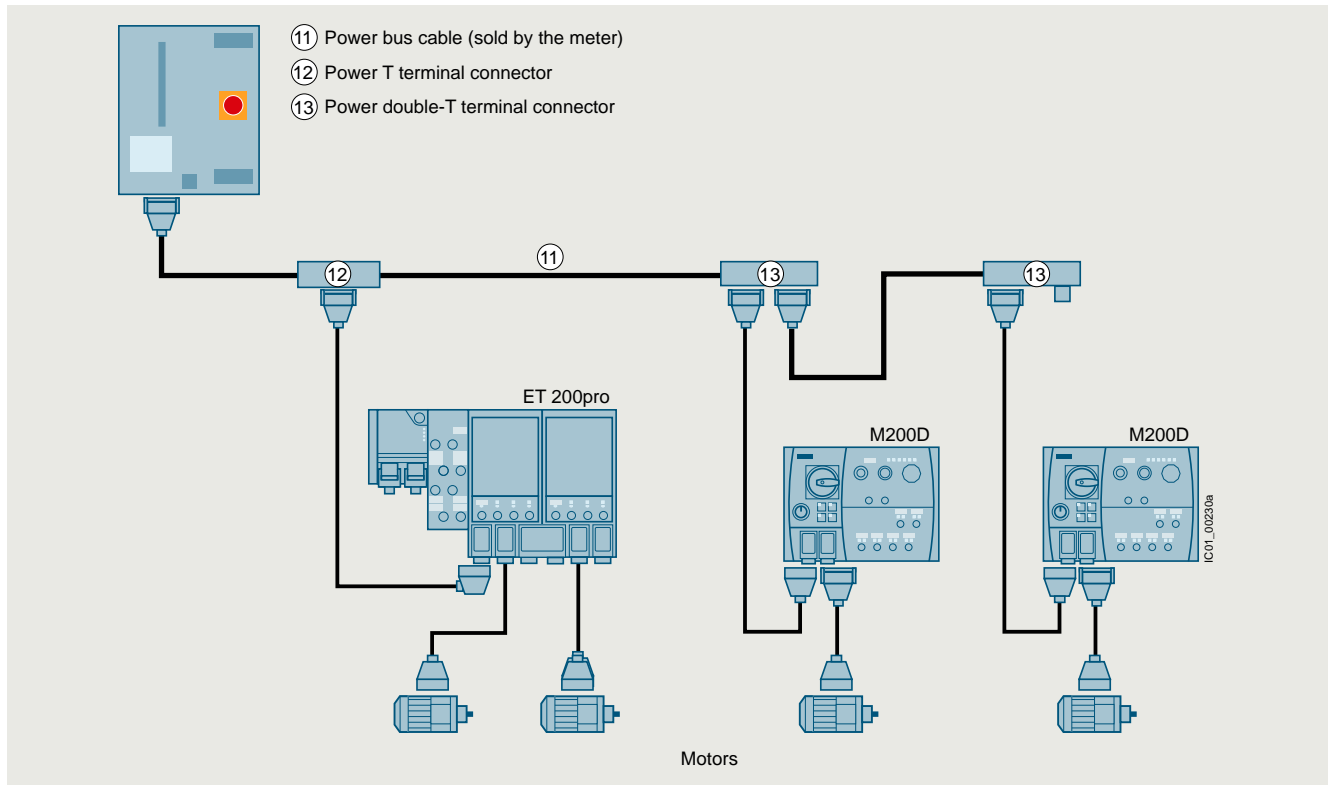 11 Power bus cable (sold by the meter)
12 Power T terminal connector
13 Power double-T terminal connector
11
12
13
13
ET 200pro
M200D
M200D
IC01_00230a
Motors